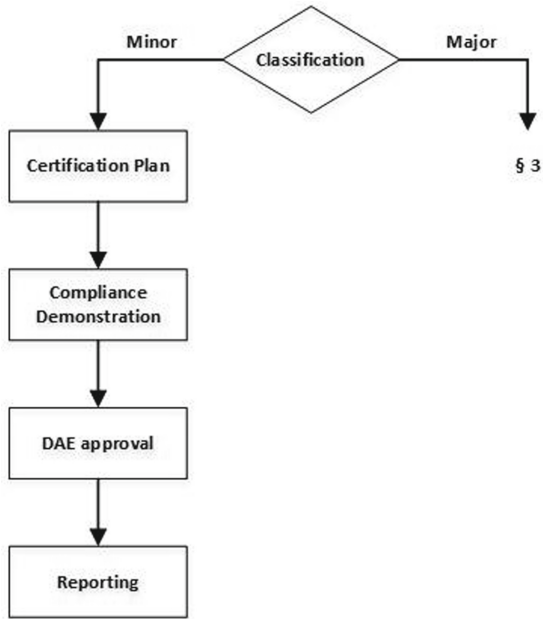 Minor
Classification
Major
Certification Plan
§ 3
Compliance
Demonstration
DAE approval
Reporting